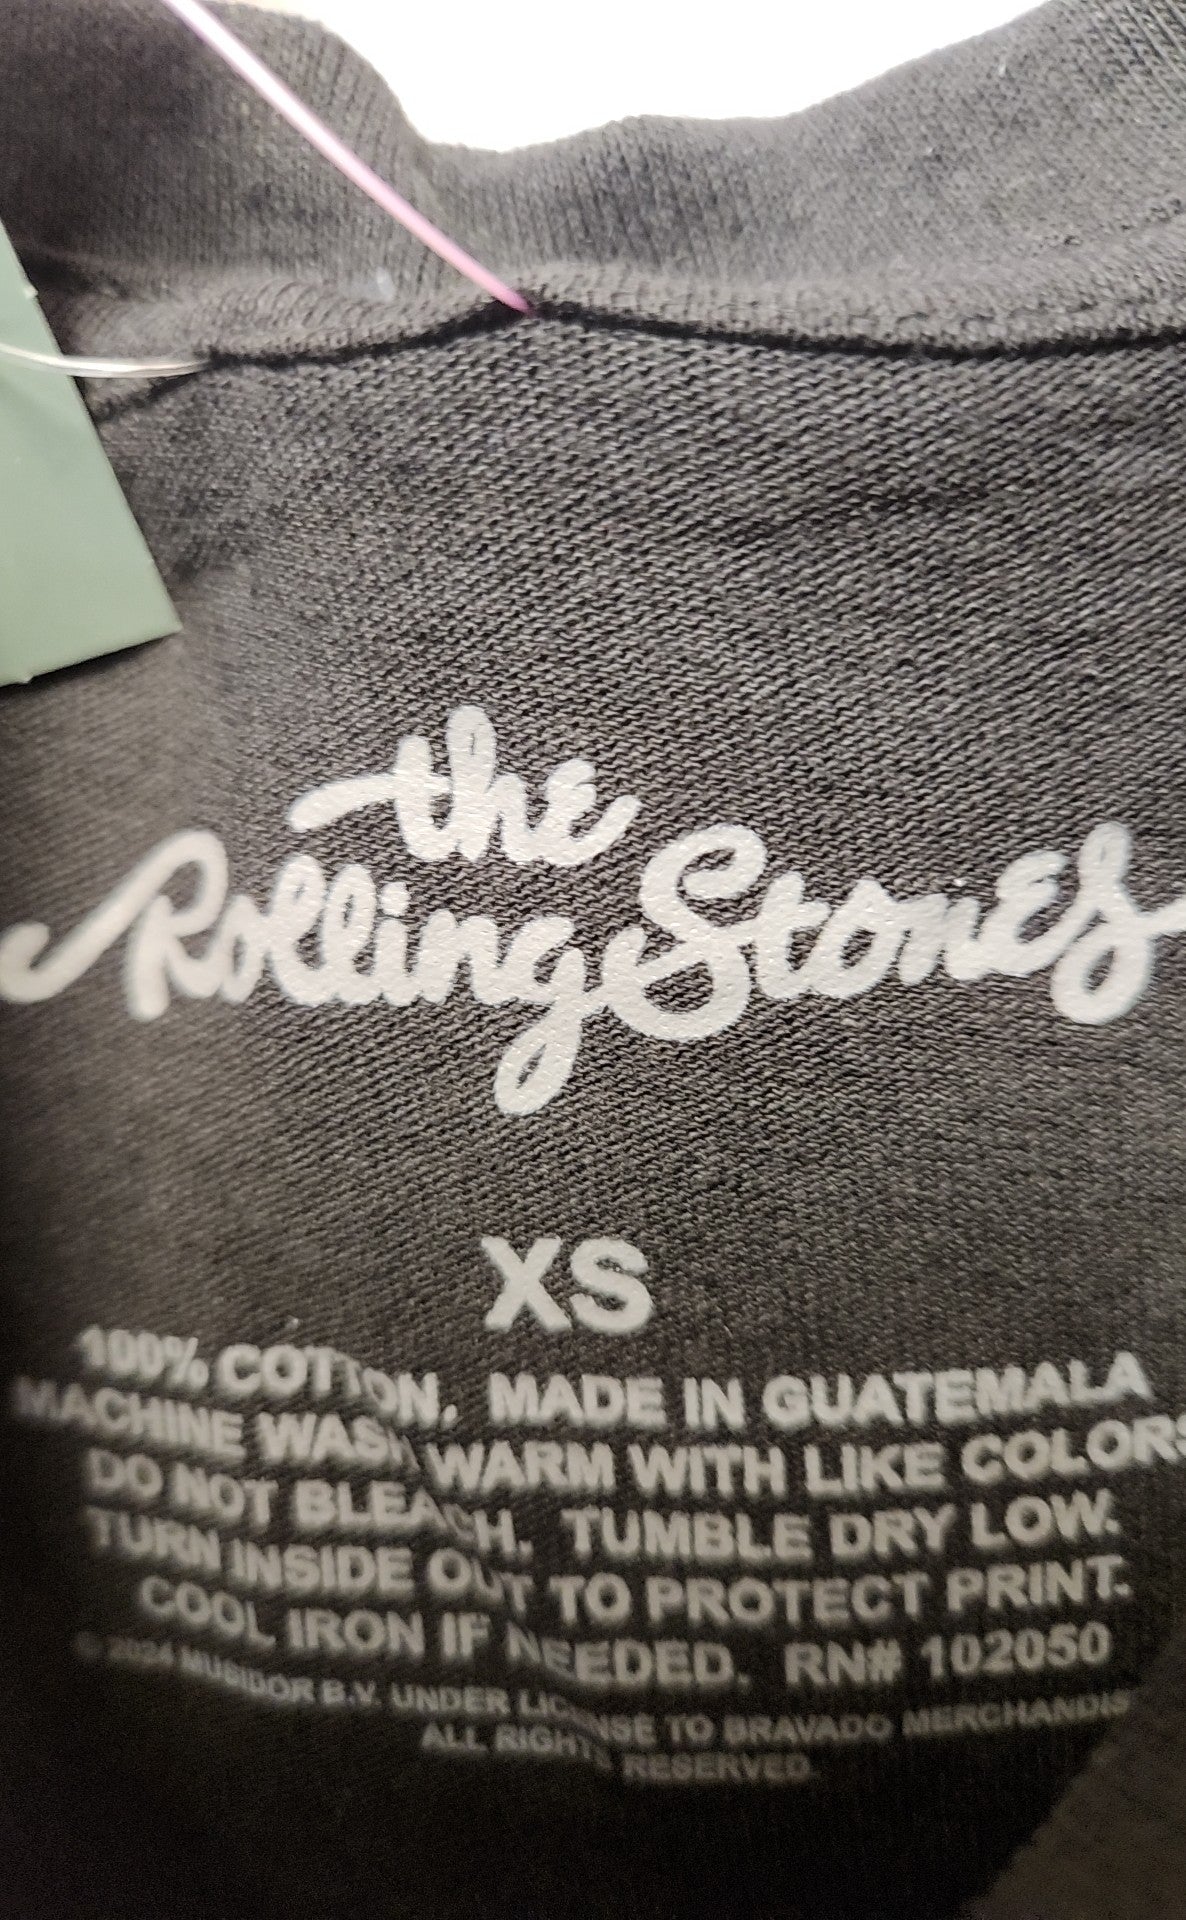 the
Rolling Stones
XS
100% COTTON. MADE IN GUATEMALA
MACHINE WASH WARM WITH LIKE COLORS
DO NOT BLEACH. TUMBLE DRY LOW.
TURN INSIDE OUT TO PROTECT PRINT.
COOL IRON IF NEEDED. RN# 102050
© 2024 MUSIDOR B.V. UNDER LICENSE TO BRAVADO MERCHANDIS
ALL RIGHTS RESERVED.